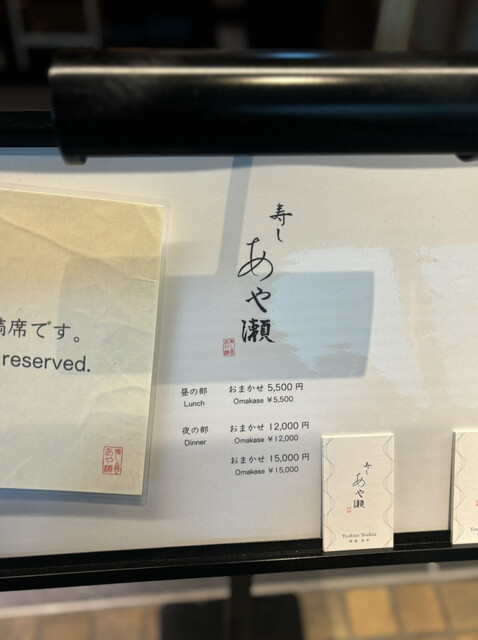 席です。
reserved.
寿し
あや瀬
昼の部 おまかせ 5,500 円
Lunch Omakase ¥5,500
夜の部 おまかせ 12,000 円
Dinner Omakase ¥12,000
おまかせ 15,000 円
Omakase ¥15,000
寿し
あや瀬